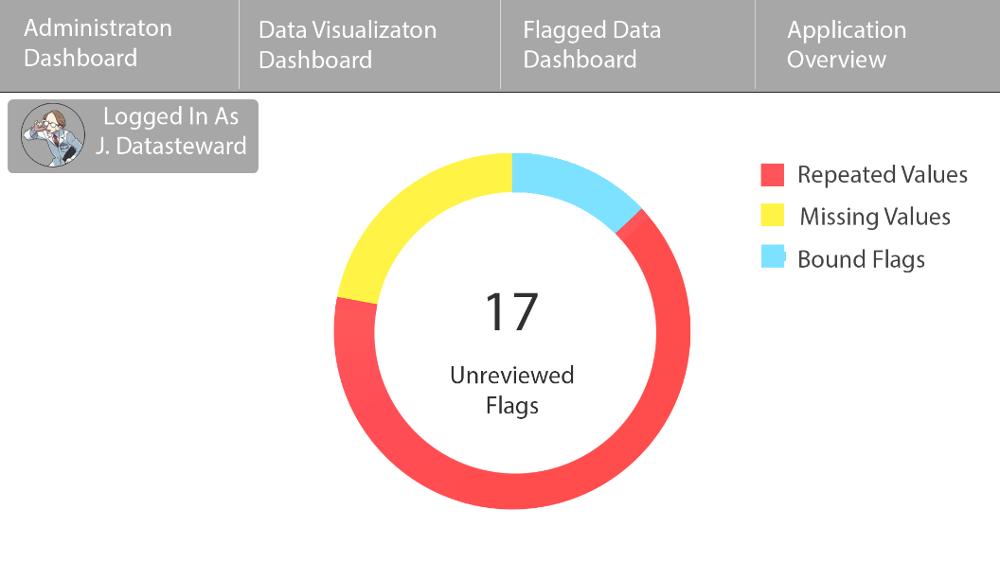 Administraton
Dashboard
Data Visualizaton
Dashboard
Flagged Data
Dashboard
Application
Overview
Logged In As
J. Datasteward
Repeated Values
Missing Values
Bound Flags
17
Unreviewed
Flags